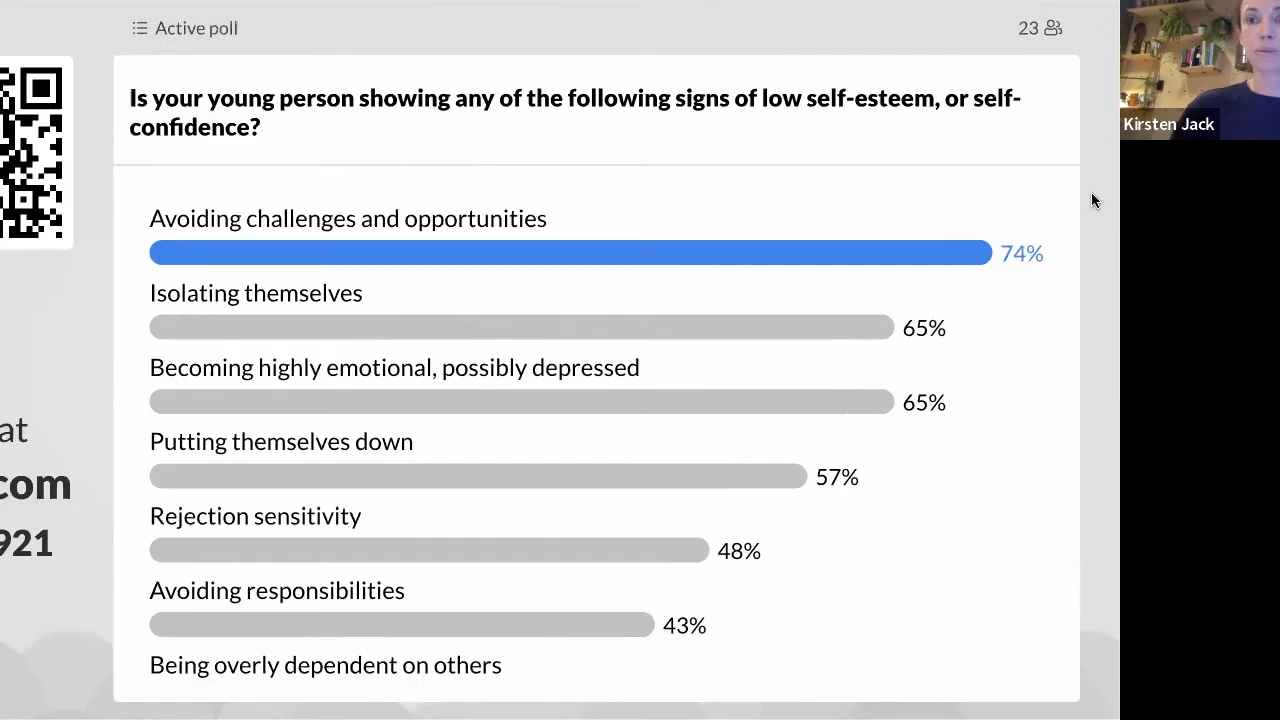 Active poll
23
Is your young person showing any of the following signs of low self-esteem, or self-
confidence?
Avoiding challenges and opportunities
74%
Isolating themselves
65%
Becoming highly emotional, possibly depressed
65%
Putting themselves down
57%
Rejection sensitivity
48%
Avoiding responsibilities
43%
Being overly dependent on others
at
com
921
Kirsten Jack